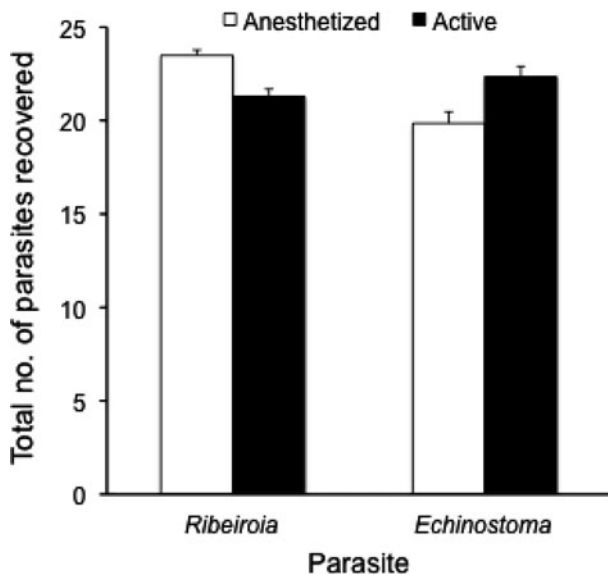 Anesthetized Active
25
20
15
10
5
0
Total no. of parasites recovered
Ribeiroia Echinostoma
Parasite